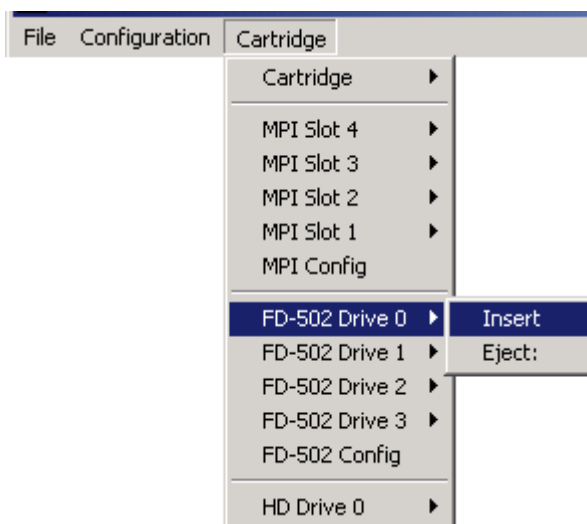 File Configuration Cartridge
Cartridge
MPI Slot 4
MPI Slot 3
MPI Slot 2
MPI Slot 1
MPI Config
FD-502 Drive 0 Insert
FD-502 Drive 1 Eject:
FD-502 Drive 2
FD-502 Drive 3
FD-502 Config
HD Drive 0